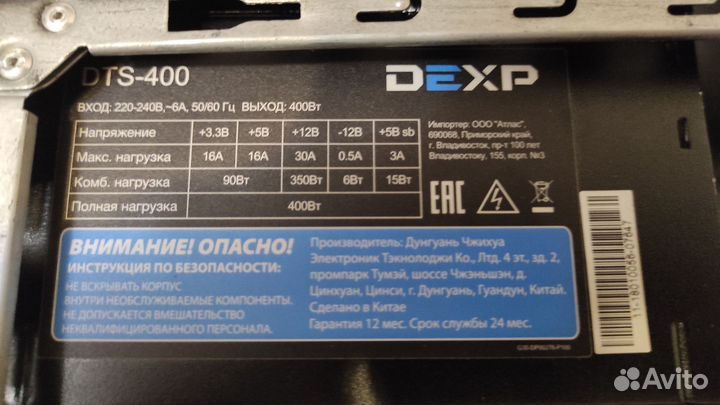 DTS-400
DEXP
ВХОД: 220-240В,~6А, 50/60 Гц ВЫХОД: 400Вт
Напряжение +3.3В +5В +12В -12В +5В sb
Макс. нагрузка 16А 16А 30А 0.5А 3А
Комб. нагрузка 90Вт 350Вт 6Вт 15Вт
Полная нагрузка 400Вт
Импортер: ООО "Атлас",
690068, Приморский край,
г. Владивосток, пр-т 100 лет
Владивостоку, 155, корп. №3
EAC
ВНИМАНИЕ! ОПАСНО!
ИНСТРУКЦИЯ ПО БЕЗОПАСНОСТИ:
НЕ ВСКРЫВАТЬ КОРПУС
ВНУТРИ НЕОБСЛУЖИВАЕМЫЕ КОМПОНЕНТЫ.
НЕ ДОПУСКАЕТСЯ ВМЕШАТЕЛЬСТВО
НЕКВАЛИФИЦИРОВАННОГО ПЕРСОНАЛА.
Производитель: Дунгуань Чжихуа
Электроник Тэкнолоджи Ко., Лтд. 4 эт., зд. 2,
промпарк Тумэй, шоссе Чжэньшэн, д.
Цинхуан, Цинси, г. Дунгуань, Гуандун, Китай.
Сделано в Китае
Гарантия 12 мес. Срок службы 24 мес.
11-18010056-07647
Avito